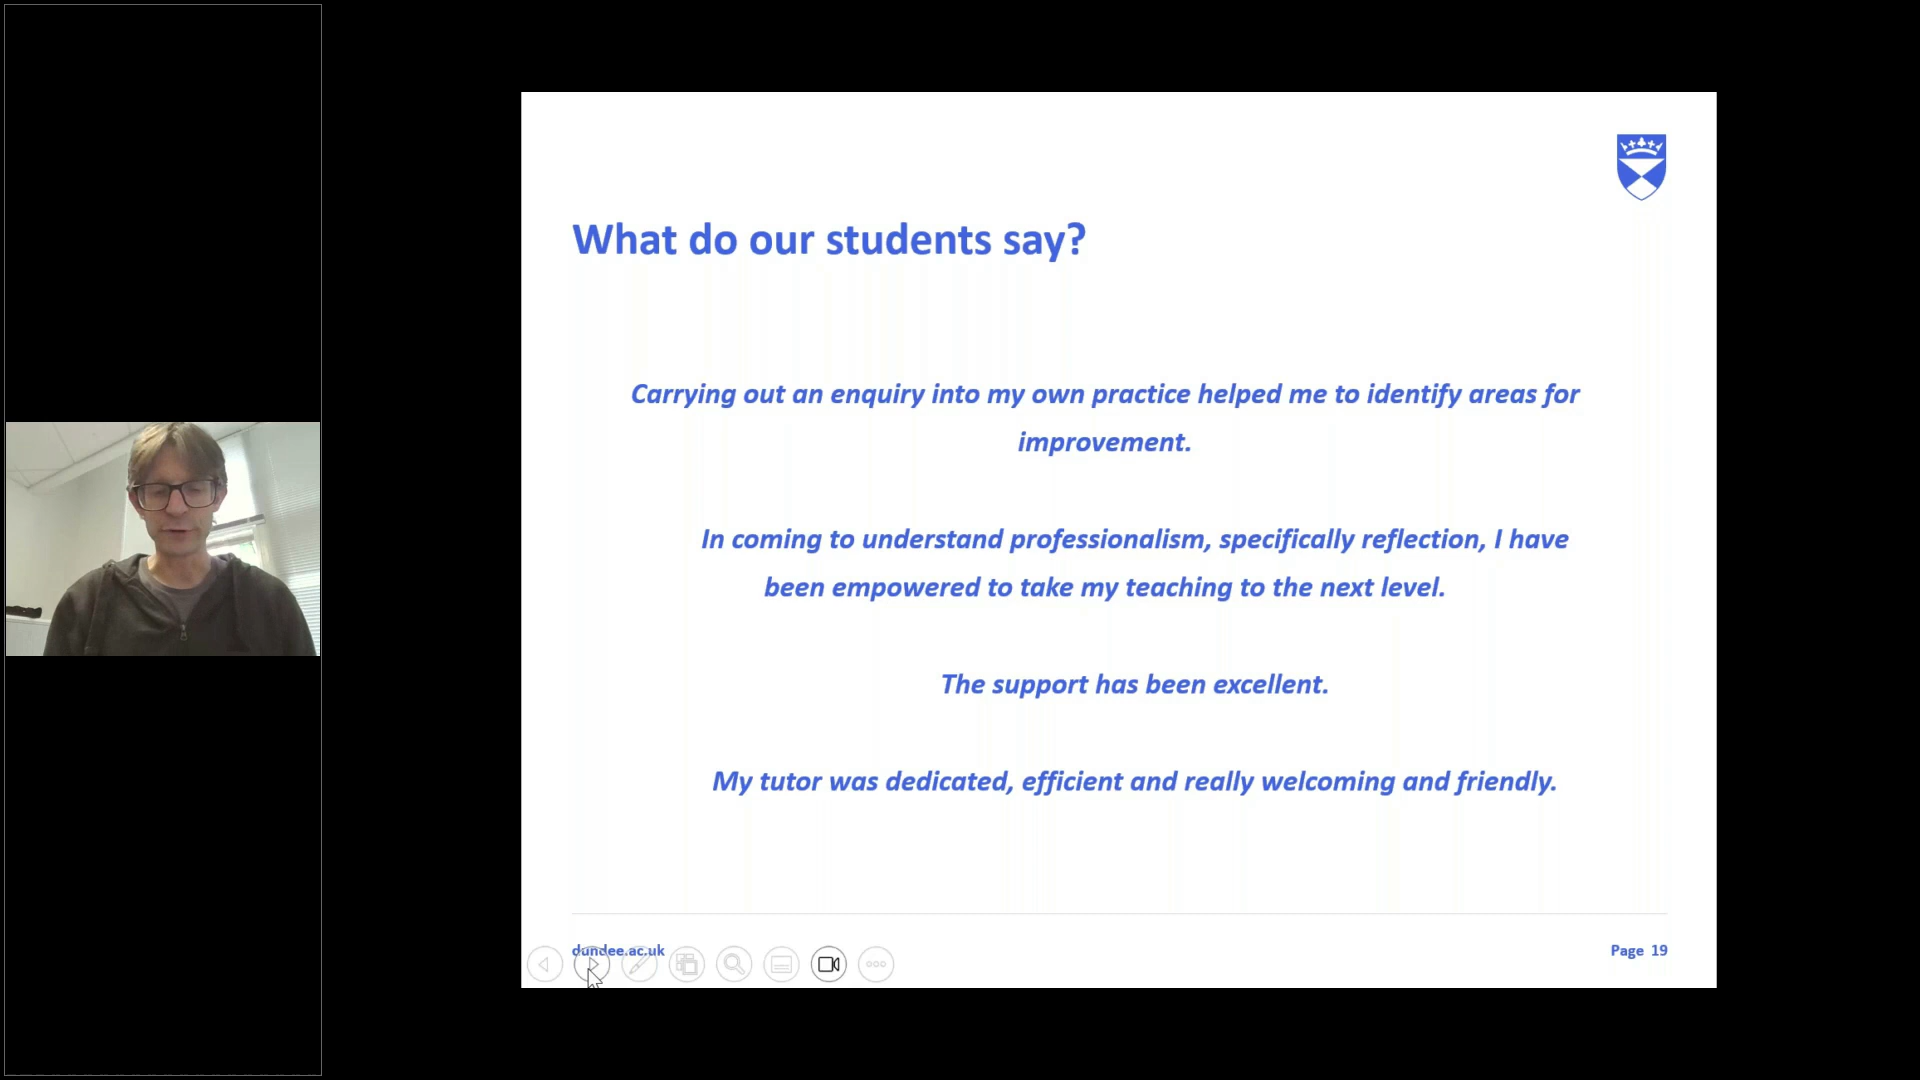 What do our students say?
Carrying out an enquiry into my own practice helped me to identify areas for
improvement.
In coming to understand professionalism, specifically reflection, I have
been empowered to take my teaching to the next level.
The support has been excellent.
My tutor was dedicated, efficient and really welcoming and friendly.
dundee.ac.uk
Page 19